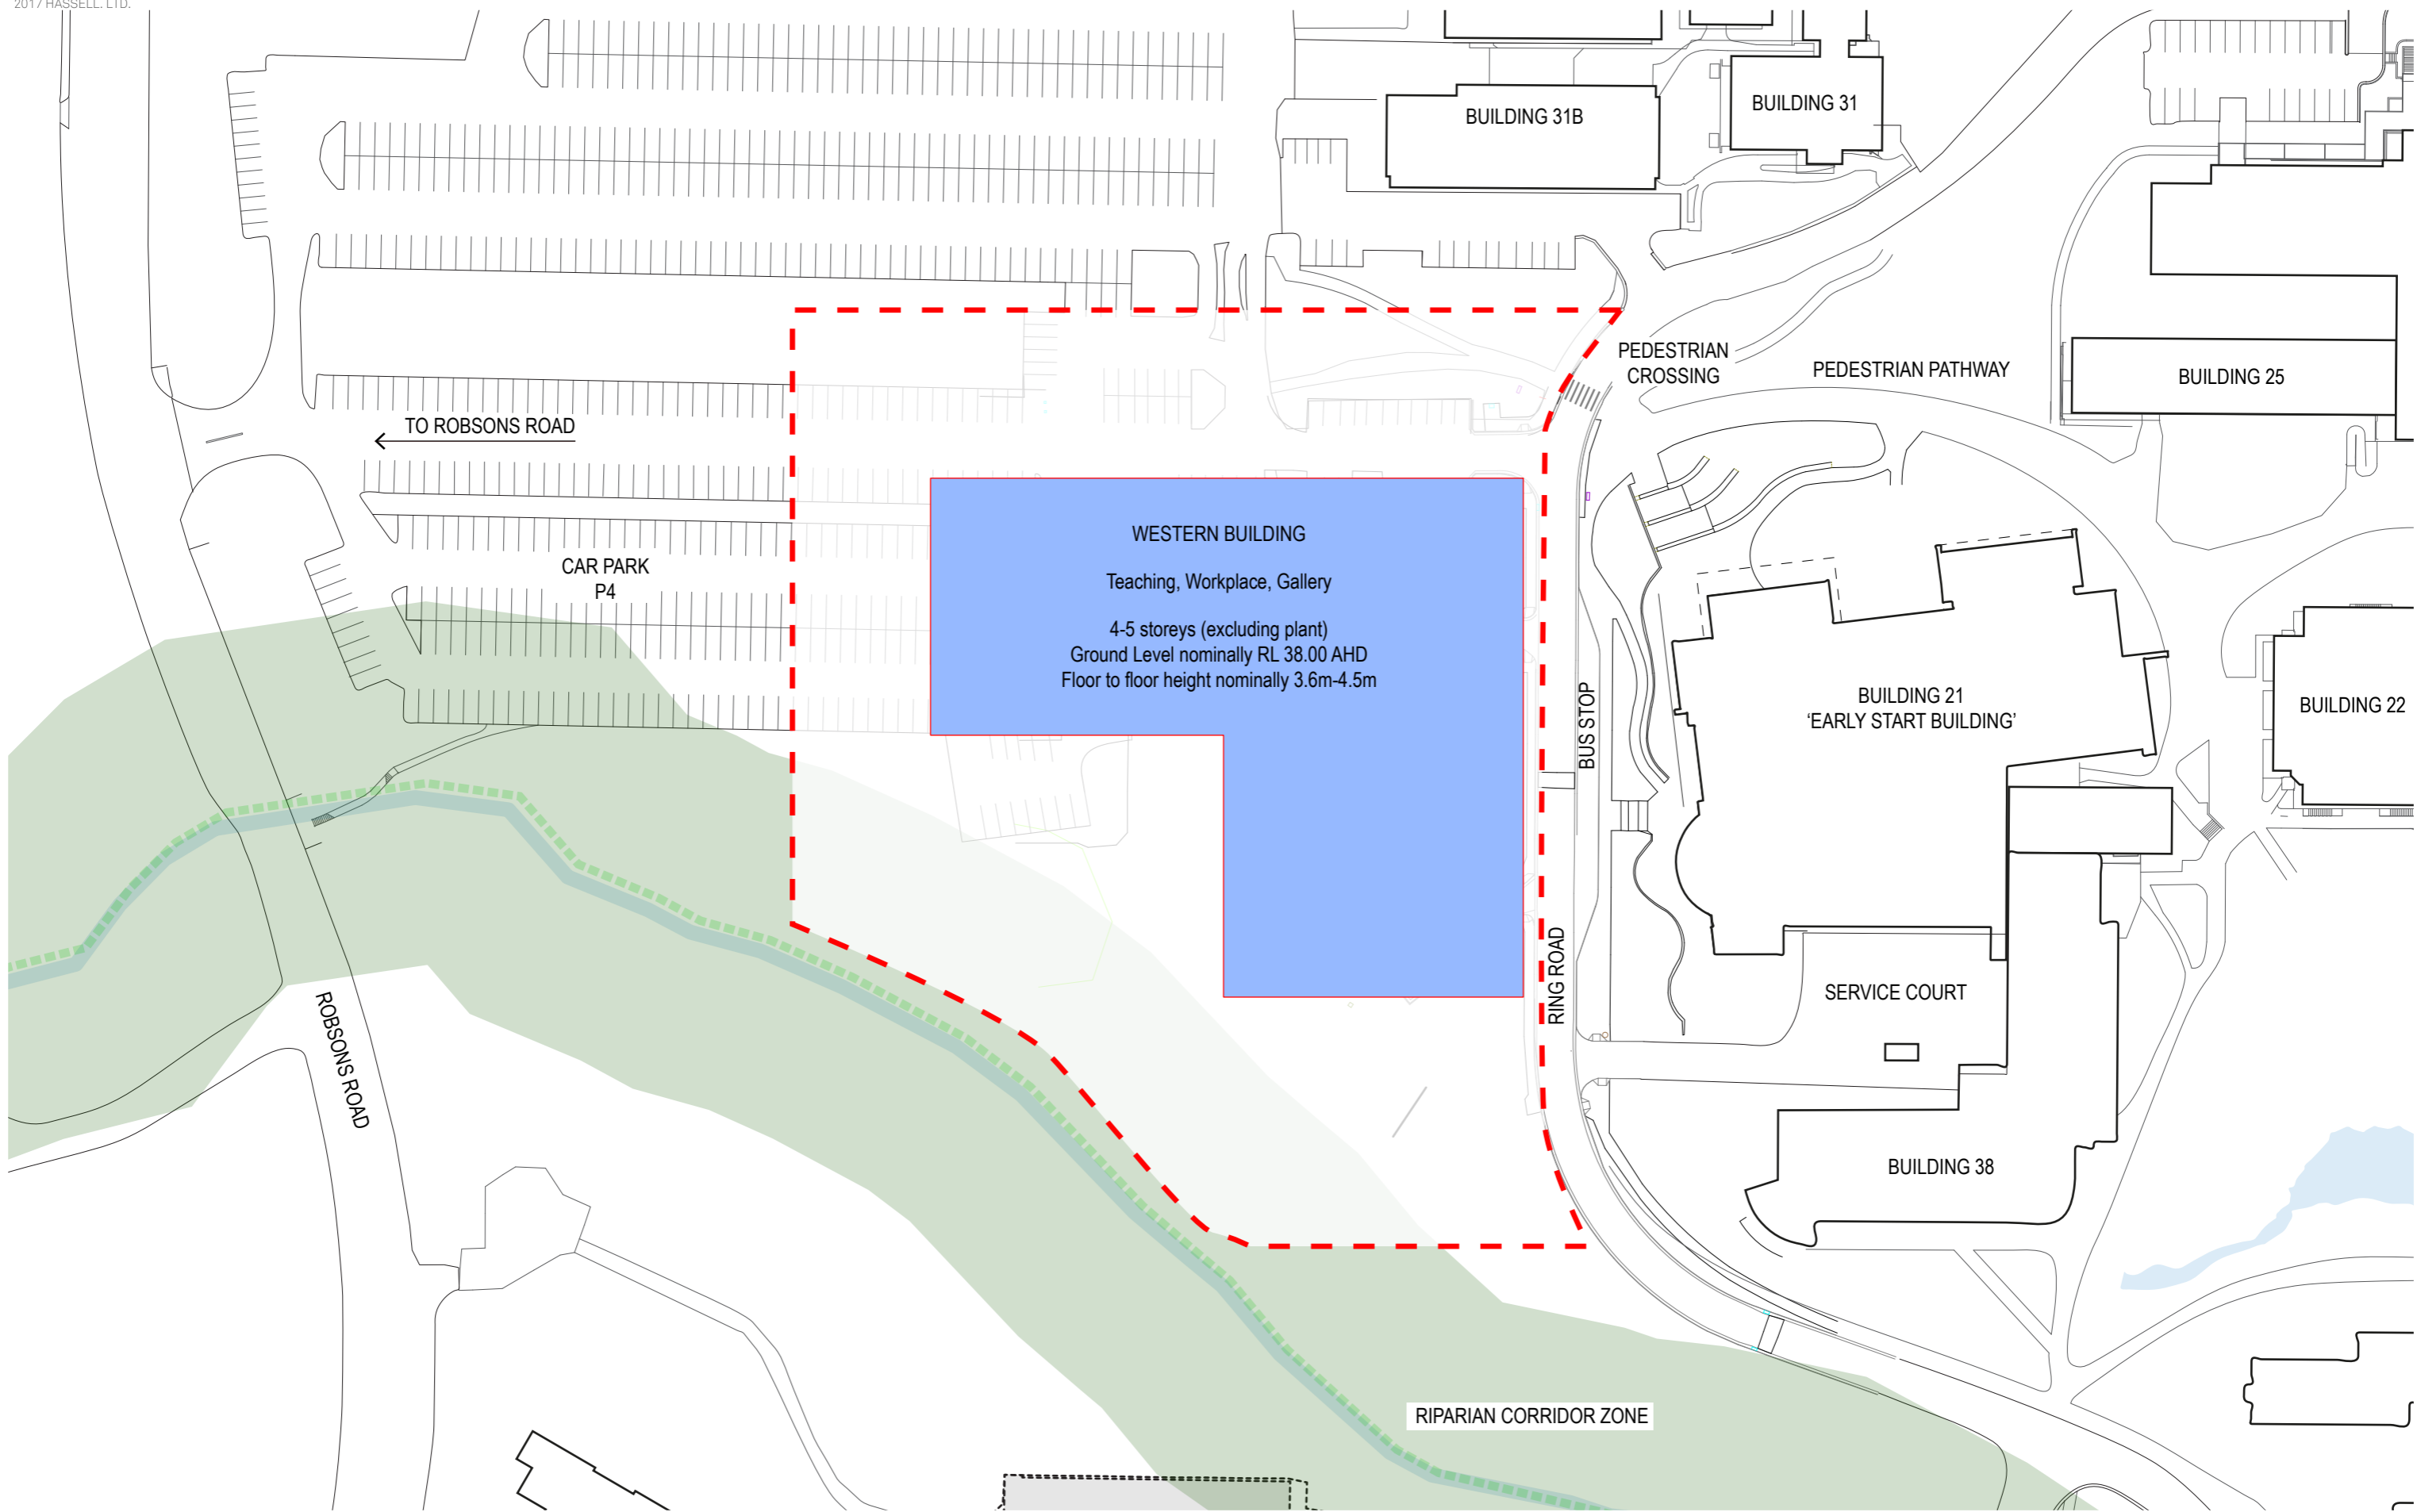 2017 HASSELL. LTD.
BUILDING 31B
BUILDING 31
PEDESTRIAN
CROSSING
PEDESTRIAN PATHWAY
BUILDING 25
TO ROBSONS ROAD
CAR PARK
P4
WESTERN BUILDING
Teaching, Workplace, Gallery
4-5 storeys (excluding plant)
Ground Level nominally RL 38.00 AHD
Floor to floor height nominally 3.6m-4.5m
BUS STOP
BUILDING 21
‘EARLY START BUILDING’
BUILDING 22
RING ROAD
SERVICE COURT
ROBSONS ROAD
BUILDING 38
RIPARIAN CORRIDOR ZONE